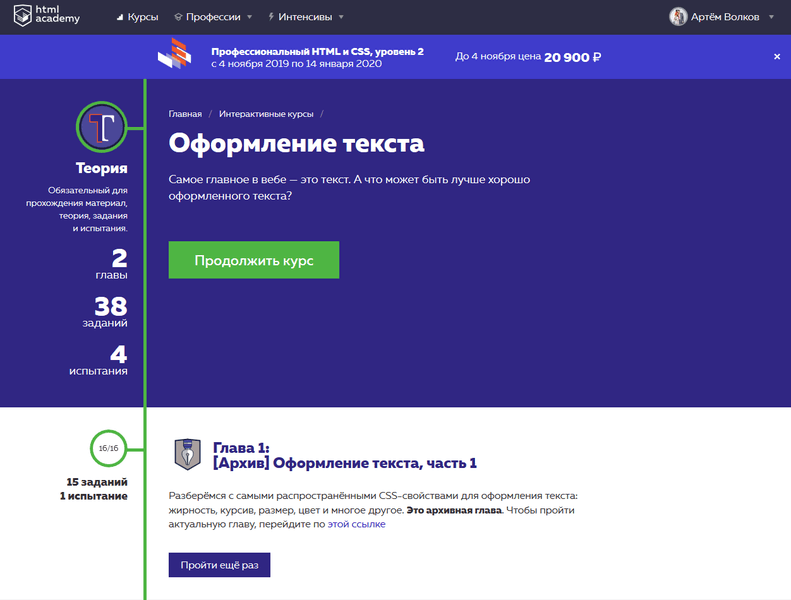 html
academy
Курсы
Профессии
Интенсивы
Артём Волков
Профессиональный HTML и CSS, уровень 2
с 4 ноября 2019 по 14 января 2020
До 4 ноября цена 20 900 ₽
×
T
Теория
Обязательный для
прохождения материал,
теория, задания
и испытания.
2
главы
38
заданий
4
испытания
Главная / Интерактивные курсы /
Оформление текста
Самое главное в вебе — это текст. А что может быть лучше хорошо
оформленного текста?
Продолжить курс
16/16
15 заданий
1 испытание
Глава 1:
[Архив] Оформление текста, часть 1
Разберёмся с самыми распространёнными CSS-свойствами для оформления текста:
жирность, курсив, размер, цвет и многое другое. Это архивная глава. Чтобы пройти
актуальную главу, перейдите по этой ссылке
Пройти ещё раз